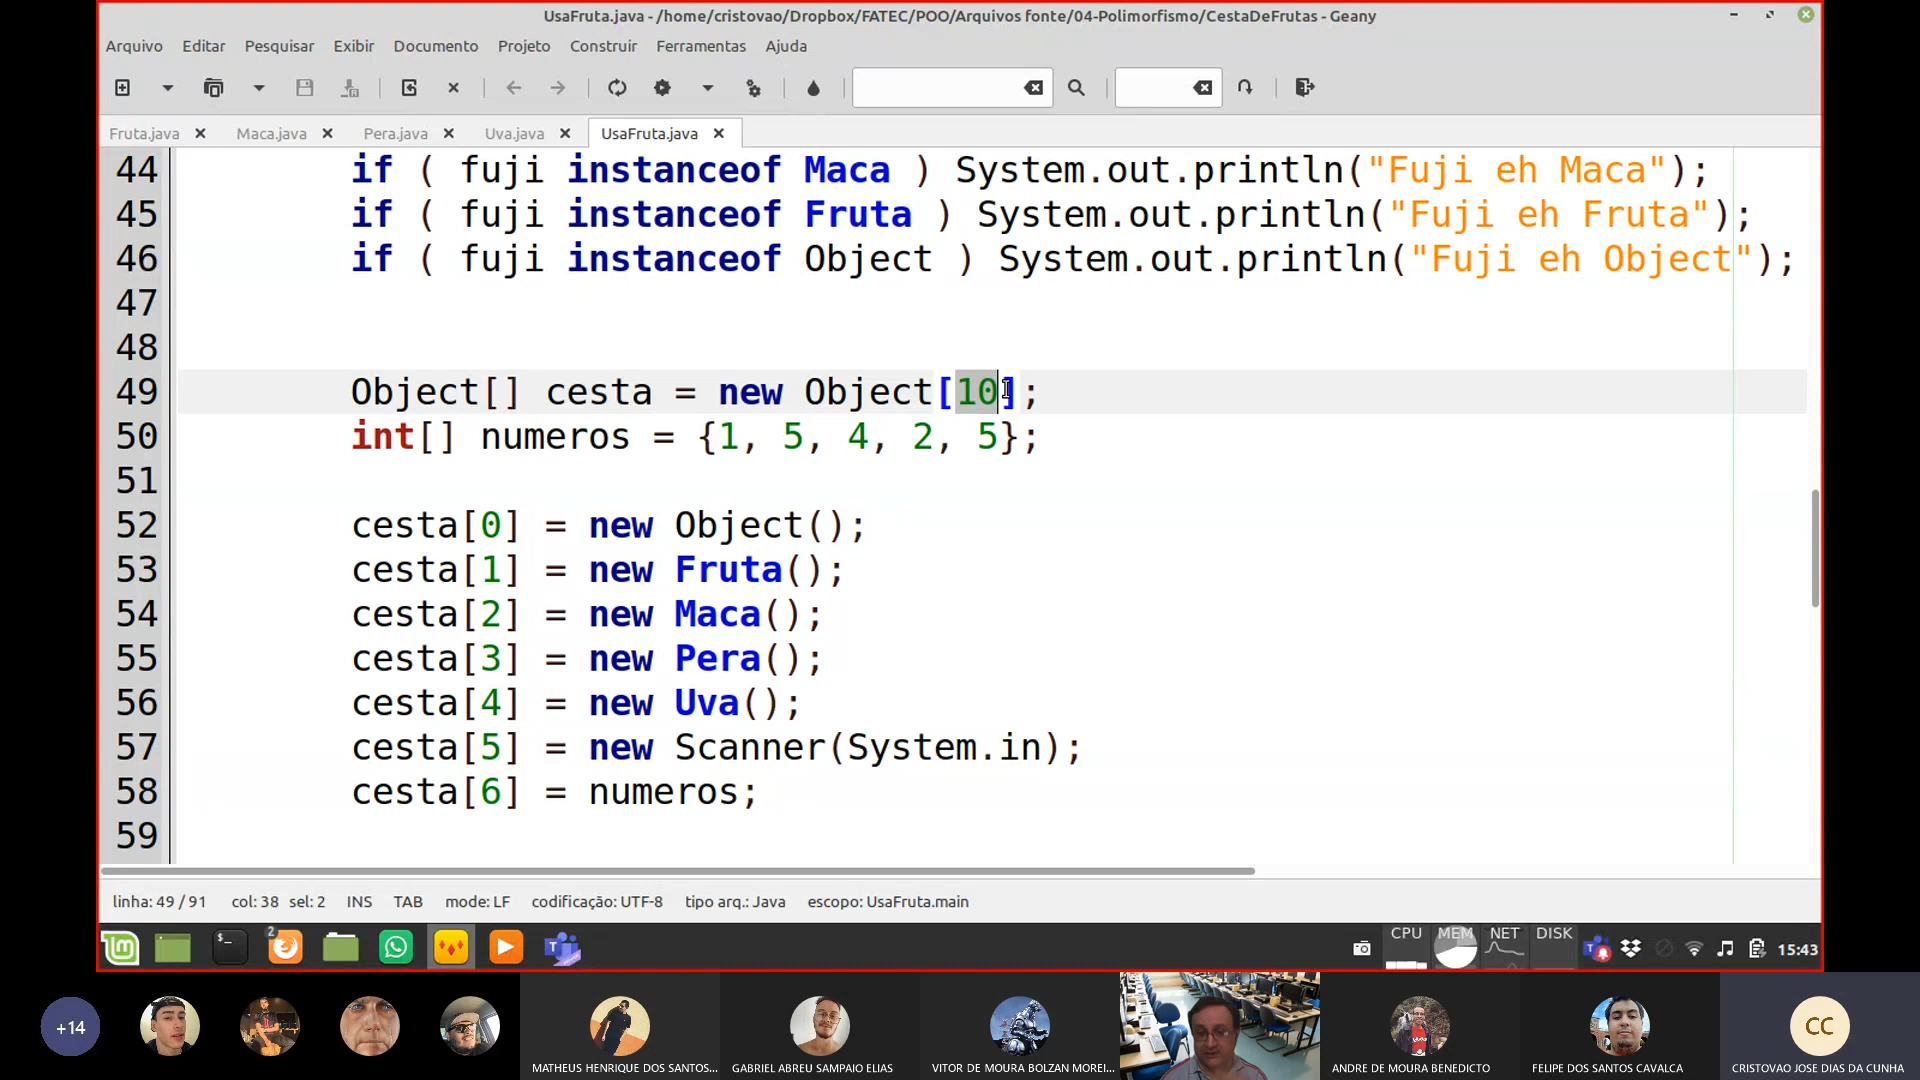 UsaFruta.java - /home/cristovao/Dropbox/FATEC/POO/Arquivos fonte/04-Polimorfismo/CestaDeFrutas - Geany
Arquivo Editar Pesquisar Exibir Documento Projeto Construir Ferramentas Ajuda
Fruta.java Maca.java Pera.java Uva.java UsaFruta.java
44 if ( fuji instanceof Maca ) System.out.println("Fuji eh Maca");
45 if ( fuji instanceof Fruta ) System.out.println("Fuji eh Fruta");
46 if ( fuji instanceof Object ) System.out.println("Fuji eh Object");
47
48
49 Object[] cesta = new Object[10];
50 int[] numeros = {1, 5, 4, 2, 5};
51
52 cesta[0] = new Object();
53 cesta[1] = new Fruta();
54 cesta[2] = new Maca();
55 cesta[3] = new Pera();
56 cesta[4] = new Uva();
57 cesta[5] = new Scanner(System.in);
58 cesta[6] = numeros;
59
linha: 49 / 91 col: 38 sel: 2 INS TAB mode: LF codificação: UTF-8 tipo arq.: Java escopo: UsaFruta.main
2 CPU MEM NET DISK 15:43
+14 MATHEUS HENRIQUE DOS SANTOS... GABRIEL ABREU SAMPAIO ELIAS VITOR DE MOURA BOLZAN MOREI... ANDRE DE MOURA BENEDICTO FELIPE DOS SANTOS CAVALCA CC CRISTOVAO JOSE DIAS DA CUNHA